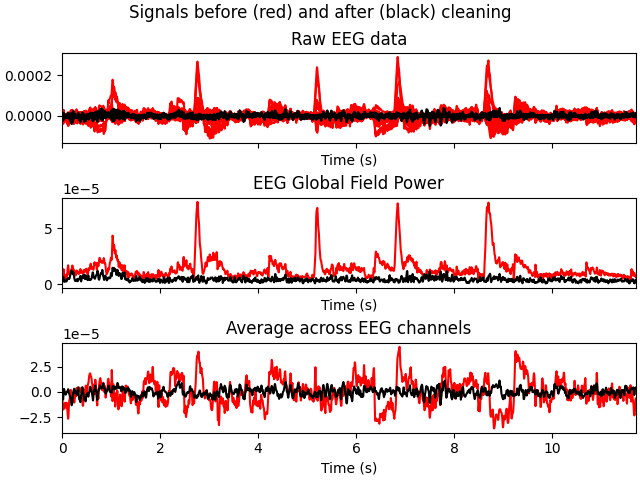 Signals before (red) and after (black) cleaning
Raw EEG data
0.0002
0.0000
Time (s)
EEG Global Field Power
1e−5
5
0
Time (s)
Average across EEG channels
1e−5
2.5
0.0
−2.5
0 2 4 6 8 10
Time (s)